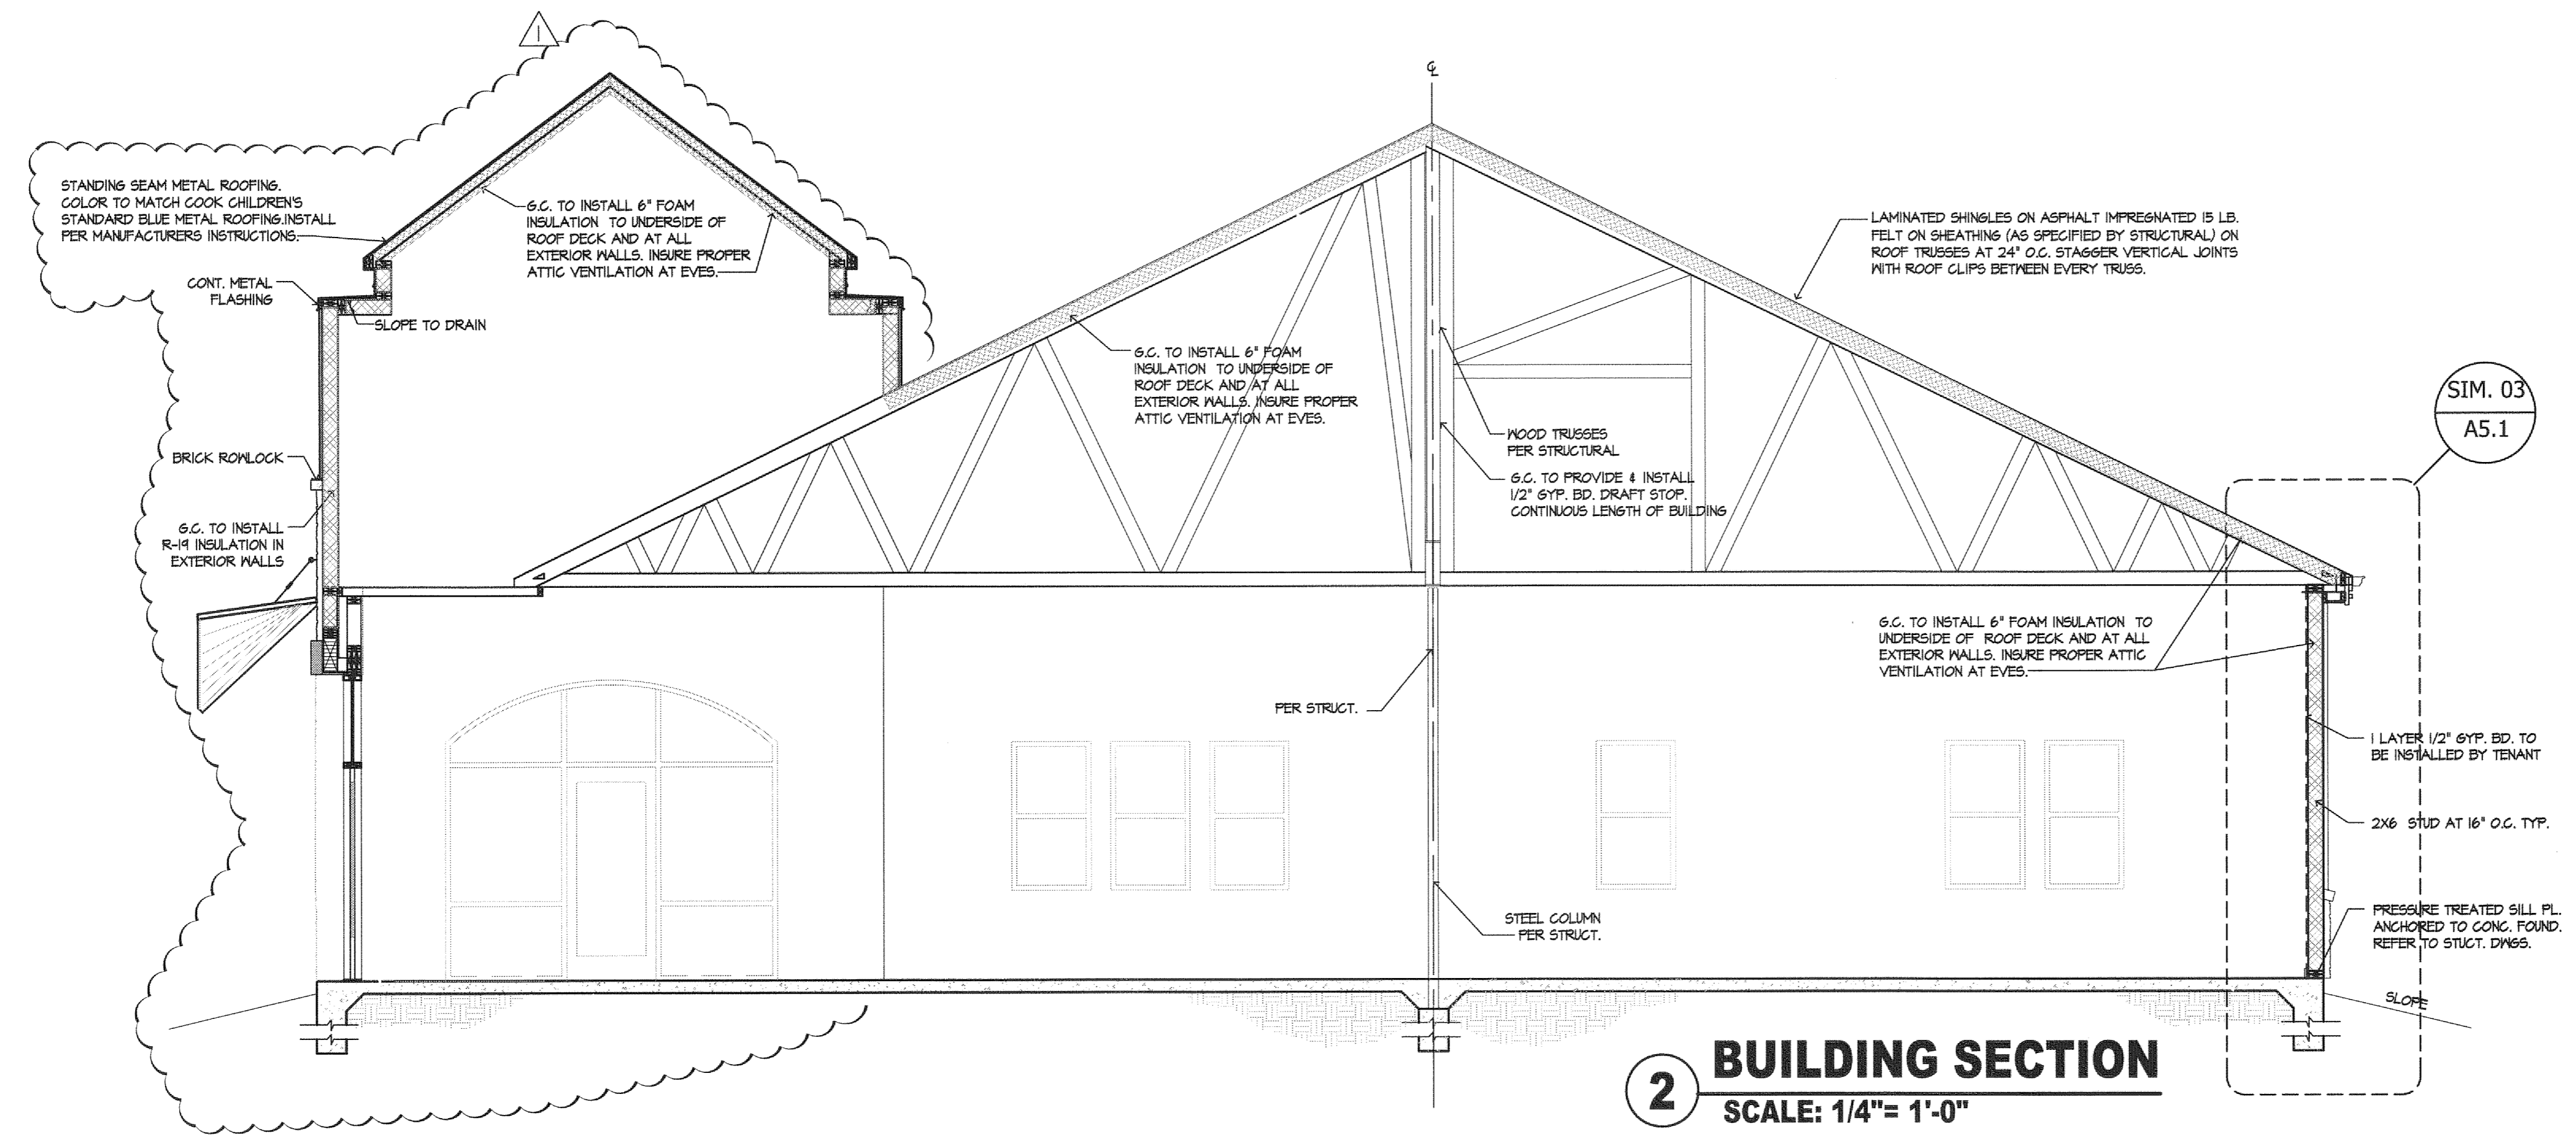 1
STANDING SEAM METAL ROOFING.
COLOR TO MATCH COOK CHILDREN'S
STANDARD BLUE METAL ROOFING.INSTALL
PER MANUFACTURERS INSTRUCTIONS.
CONT. METAL
FLASHING
SLOPE TO DRAIN
G.C. TO INSTALL 6" FOAM
INSULATION TO UNDERSIDE OF
ROOF DECK AND AT ALL
EXTERIOR WALLS. INSURE PROPER
ATTIC VENTILATION AT EVES.
BRICK ROWLOCK
G.C. TO INSTALL
R-19 INSULATION IN
EXTERIOR WALLS
℄
G.C. TO INSTALL 6" FOAM
INSULATION TO UNDERSIDE OF
ROOF DECK AND AT ALL
EXTERIOR WALLS. INSURE PROPER
ATTIC VENTILATION AT EVES.
LAMINATED SHINGLES ON ASPHALT IMPREGNATED 15 LB.
FELT ON SHEATHING (AS SPECIFIED BY STRUCTURAL) ON
ROOF TRUSSES AT 24" O.C. STAGGER VERTICAL JOINTS
WITH ROOF CLIPS BETWEEN EVERY TRUSS.
WOOD TRUSSES
PER STRUCTURAL
G.C. TO PROVIDE & INSTALL
1/2" GYP. BD. DRAFT STOP.
CONTINUOUS LENGTH OF BUILDING
SIM. 03
A5.1
G.C. TO INSTALL 6" FOAM INSULATION TO
UNDERSIDE OF ROOF DECK AND AT ALL
EXTERIOR WALLS. INSURE PROPER ATTIC
VENTILATION AT EVES.
PER STRUCT.
1 LAYER 1/2" GYP. BD. TO
BE INSTALLED BY TENANT
2X6 STUD AT 16" O.C. TYP.
STEEL COLUMN
PER STRUCT.
PRESSURE TREATED SILL PL.
ANCHORED TO CONC. FOUND.
REFER TO STUCT. DWGS.
SLOPE
2
BUILDING SECTION
SCALE: 1/4"= 1'-0"